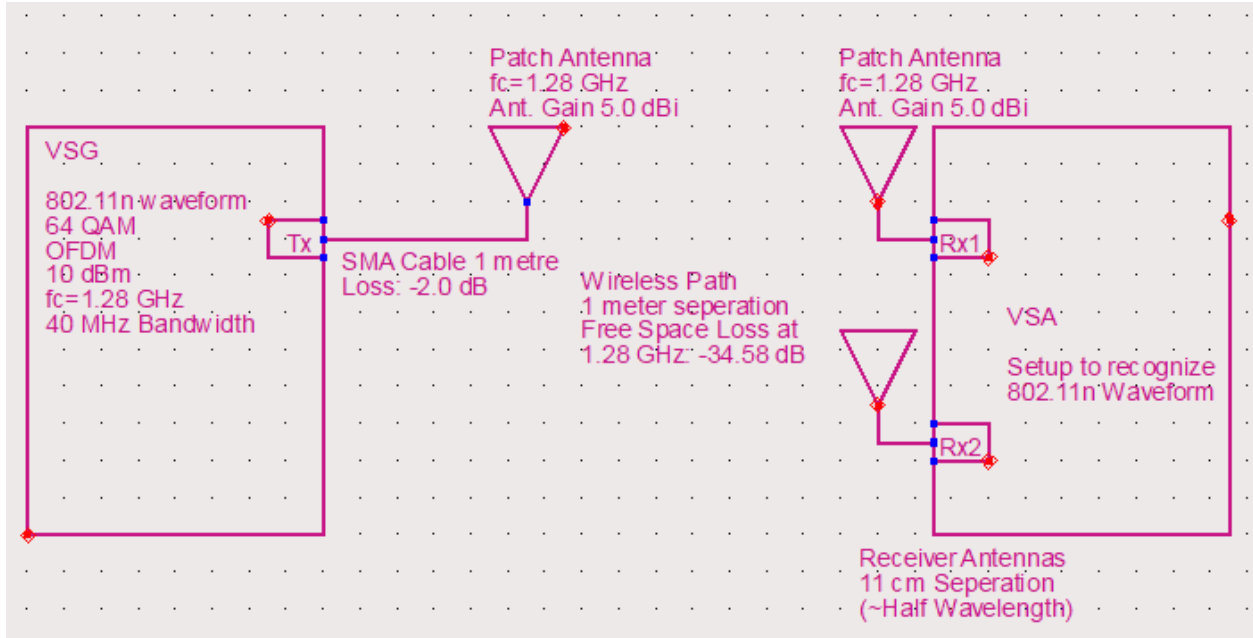 VSG
802.11n waveform
64 QAM
OFDM
10 dBm
fc=1.28 GHz
40 MHz Bandwidth
Tx
SMA Cable 1 metre
Loss: -2.0 dB
Patch Antenna
fc=1.28 GHz
Ant. Gain 5.0 dBi
Wireless Path
1 meter seperation
Free Space Loss at
1.28 GHz: -34.58 dB
Patch Antenna
fc=1.28 GHz
Ant. Gain 5.0 dBi
Rx1
VSA
Setup to recognize
802.11n Waveform
Rx2
Receiver Antennas
11 cm Seperation
(~Half Wavelength)